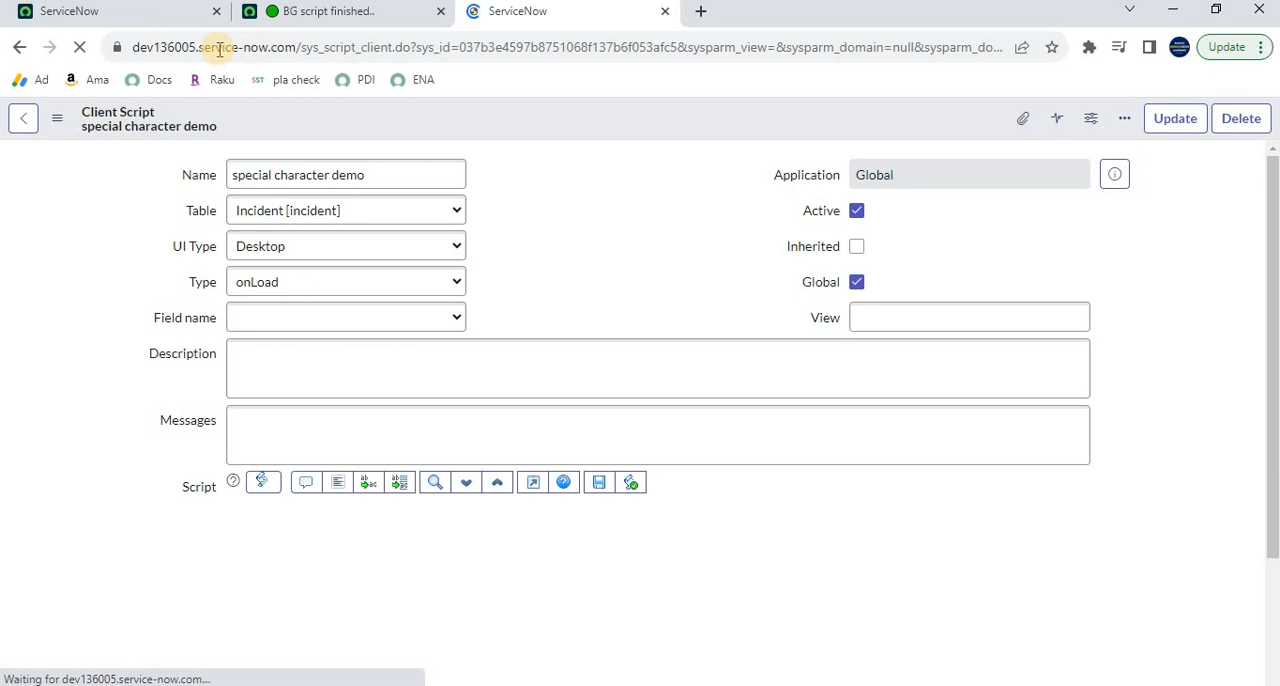 ServiceNow
BG script finished..
ServiceNow
dev136005.service-now.com/sys_script_client.do?sys_id=02763e4597b8751068f137b6f053afc5&sysparm_view=&sysparm_domain=null&sysparm_do...
Update
Ad
Ama
Docs
R Raku
SST pla check
PDI
ENA
Client Script
special character demo
Update
Delete
Name special character demo
Application Global
Table Incident [incident]
Active
UI Type Desktop
Inherited
Type onLoad
Global
Field name
View
Description
Messages
Script
Waiting for dev136005.service-now.com...